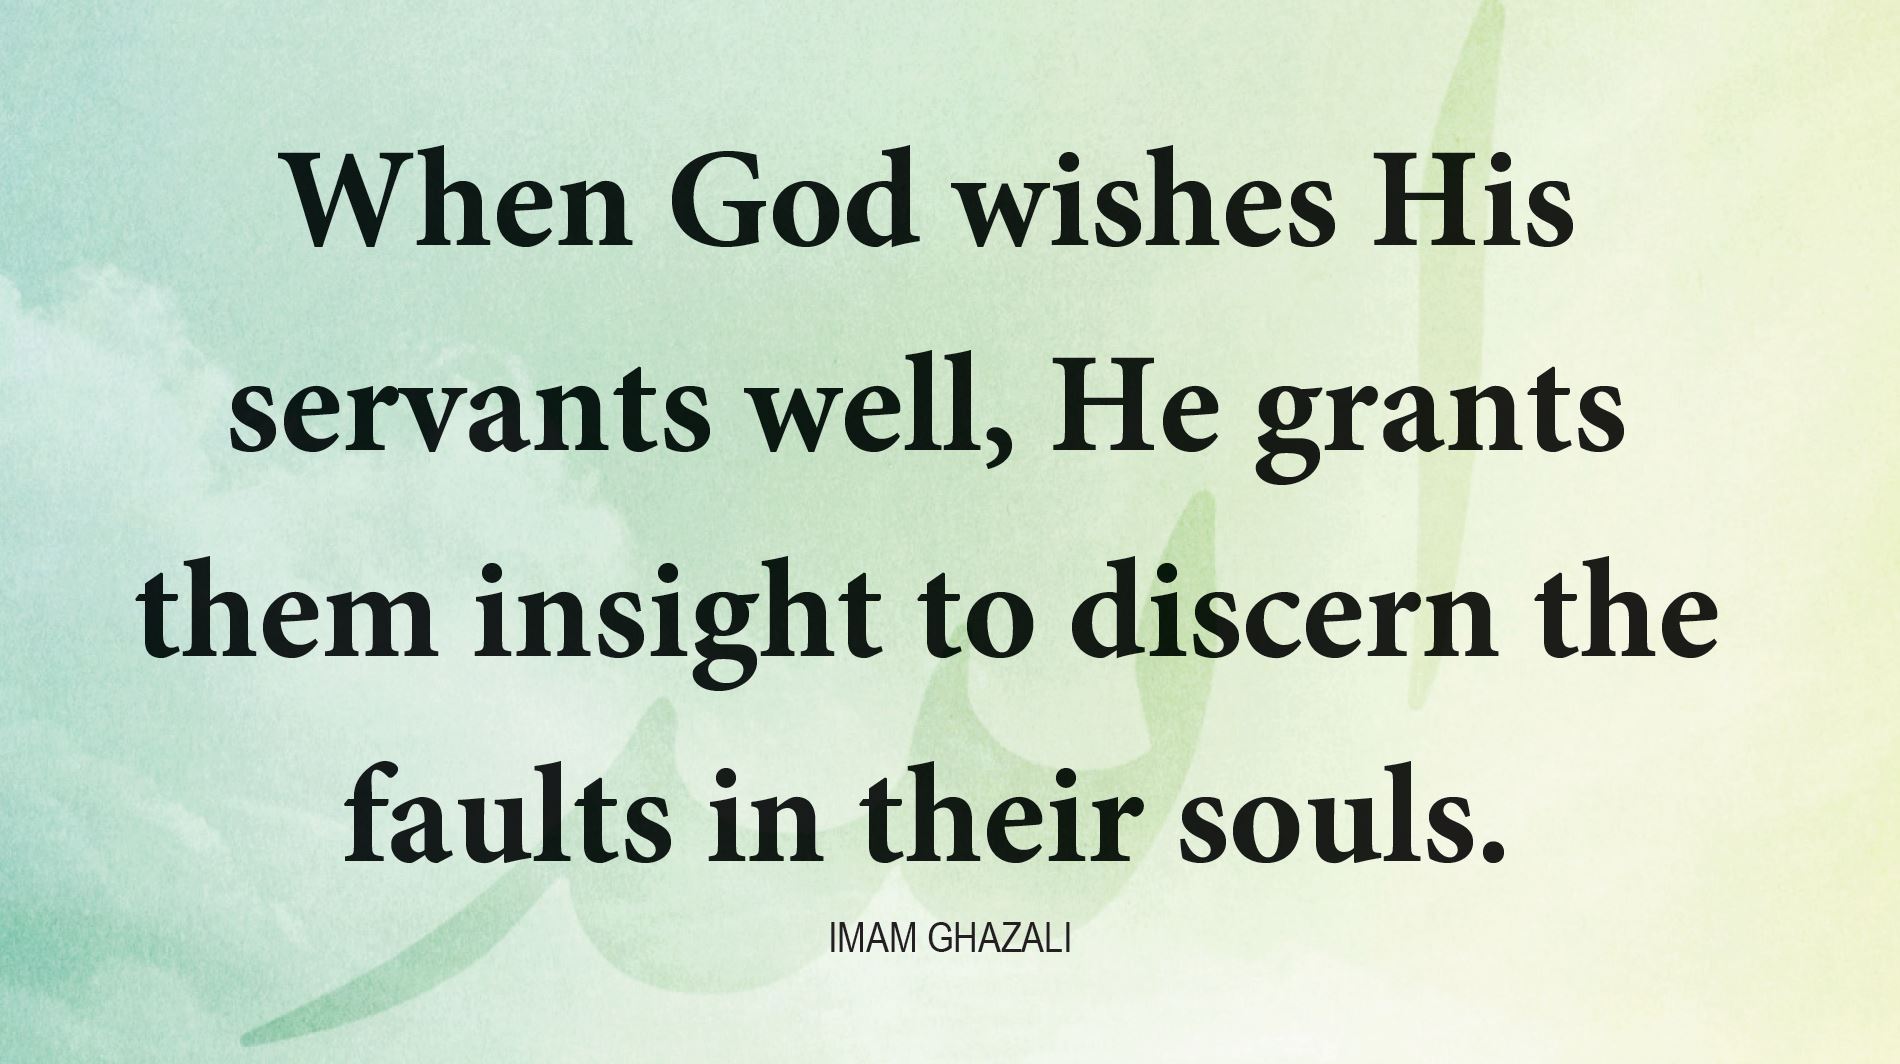 When God wishes His
servants well, He grants
them insight to discern the
faults in their souls.
IMAM GHAZALI